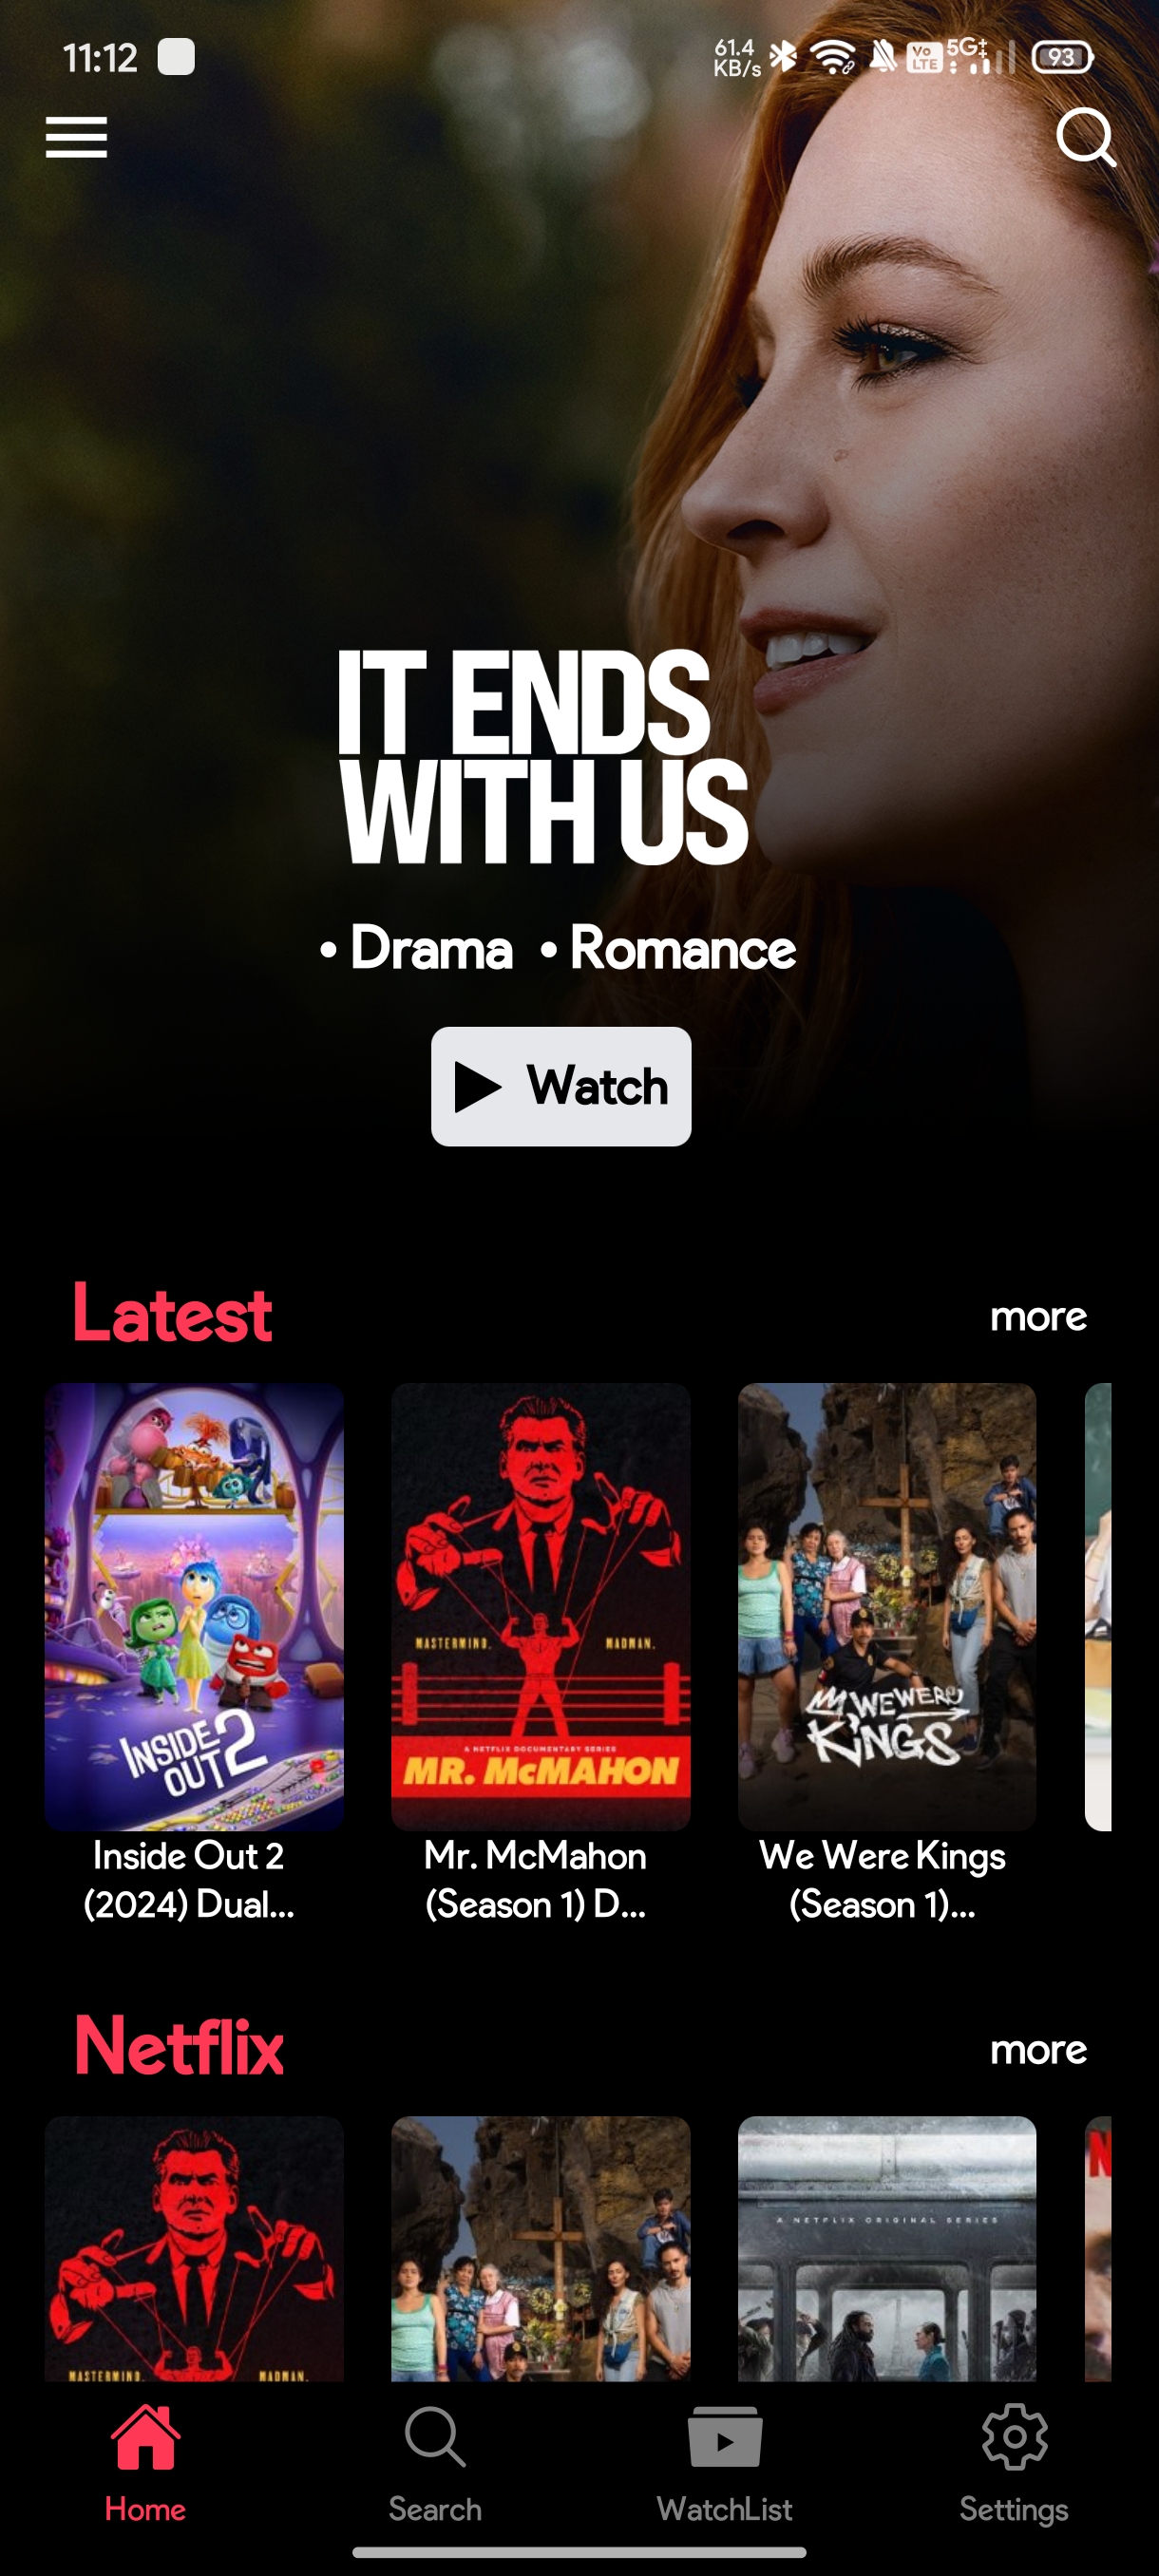 11:12
61.4
KB/s
Vo
LTE
5G‡
93
IT ENDS
WITH US
• Drama • Romance
Watch
Latest
more
INSIDE
OUT 2
MASTERMIND. MADMAN.
A NETFLIX DOCUMENTARY SERIES
MR. McMAHON
WE WERE
KINGS
Inside Out 2
(2024) Dual...
Mr. McMahon
(Season 1) D...
We Were Kings
(Season 1)...
Netflix
more
MASTERMIND. MADMAN.
A NETFLIX ORIGINAL SERIES
N
Home
Search
WatchList
Settings